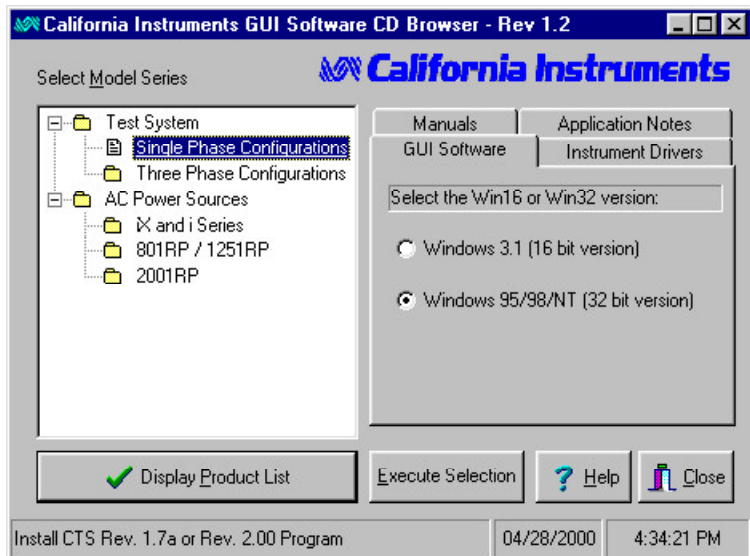 California Instruments GUI Software CD Browser - Rev 1.2
Select Model Series
California Instruments
Test System
Single Phase Configurations
Three Phase Configurations
AC Power Sources
iX and i Series
801RP / 1251RP
2001RP
Manuals
Application Notes
GUI Software
Instrument Drivers
Select the Win16 or Win32 version:
Windows 3.1 (16 bit version)
Windows 95/98/NT (32 bit version)
Display Product List
Execute Selection
Help
Close
Install CTS Rev. 1.7a or Rev. 2.00 Program
04/28/2000
4:34:21 PM